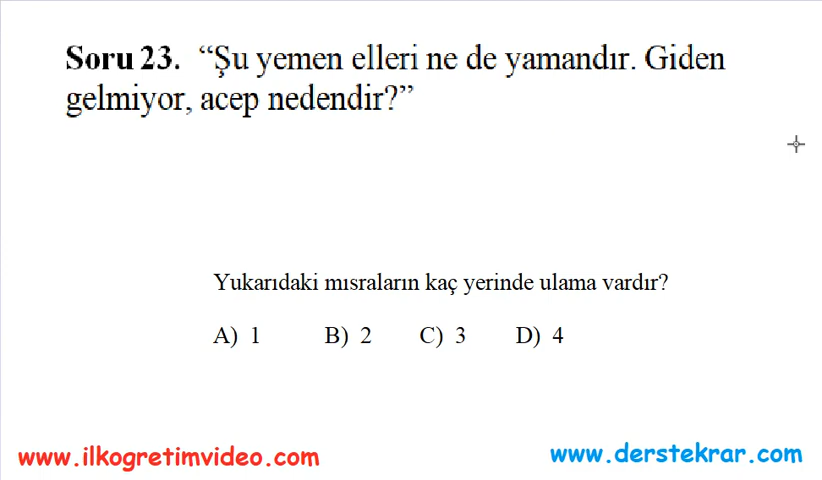 Soru 23. “Şu yemen elleri ne de yamandır. Giden
gelmiyor, acep nedendir?”
Yukarıdaki mısraların kaç yerinde ulama vardır?
A) 1 B) 2 C) 3 D) 4
www.ilkogretimvideo.com www.derstekrar.com